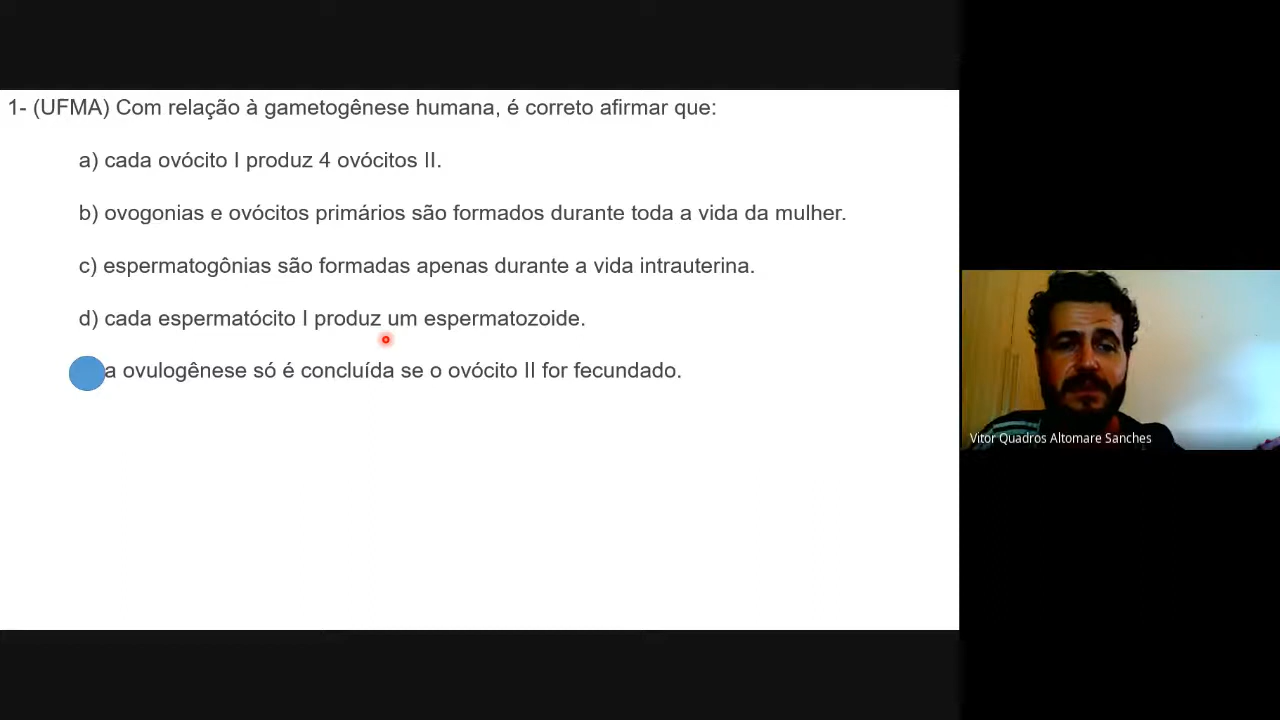 1- (UFMA) Com relação à gametogênese humana, é correto afirmar que:
a) cada ovócito I produz 4 ovócitos II.
b) ovogonias e ovócitos primários são formados durante toda a vida da mulher.
c) espermatogônias são formadas apenas durante a vida intrauterina.
d) cada espermatócito I produz um espermatozoide.
a ovulogênese só é concluída se o ovócito II for fecundado.
Vitor Quadros Altomare Sanches